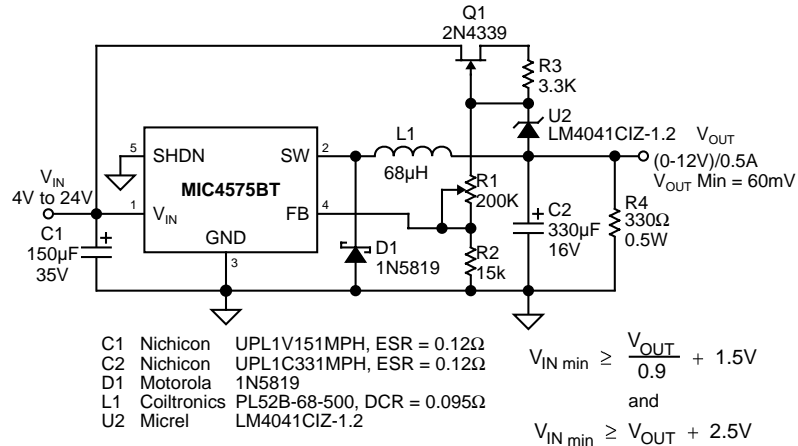 Q1
2N4339
R3
3.3K
U2
LM4041CIZ-1.2
V_OUT
(0-12V)/0.5A
V_OUT Min = 60mV
5
SHDN
SW
2
L1
68µH
V_IN
4V to 24V
MIC4575BT
1
V_IN
FB
4
R1
200K
C1
150µF
35V
+
GND
3
D1
1N5819
R2
15k
+
C2
330µF
16V
R4
330Ω
0.5W
C1 Nichicon UPL1V151MPH, ESR = 0.12Ω
C2 Nichicon UPL1C331MPH, ESR = 0.12Ω
D1 Motorola 1N5819
L1 Coiltronics PL52B-68-500, DCR = 0.095Ω
U2 Micrel LM4041CIZ-1.2
V_IN min ≥ V_OUT/0.9 + 1.5V
and
V_IN min ≥ V_OUT + 2.5V